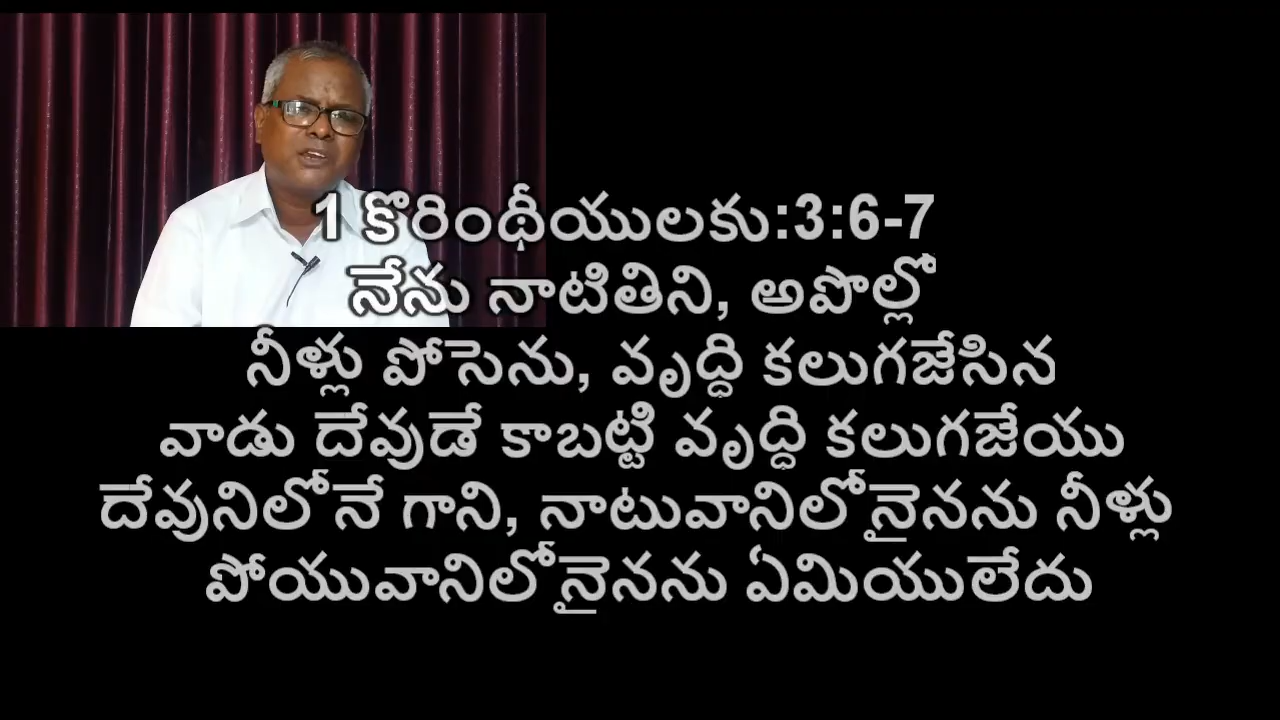 1 కొరింథీయులకు:3:6-7
నేను నాటితిని, అపొల్లో
నీళ్లు పోసెను, వృద్ధి కలుగజేసిన
వాడు దేవుడే కాబట్టి వృద్ధి కలుగజేయు
దేవునిలోనే గాని, నాటువానిలోనైనను నీళ్లు
పోయువానిలోనైనను ఏమియులేదు